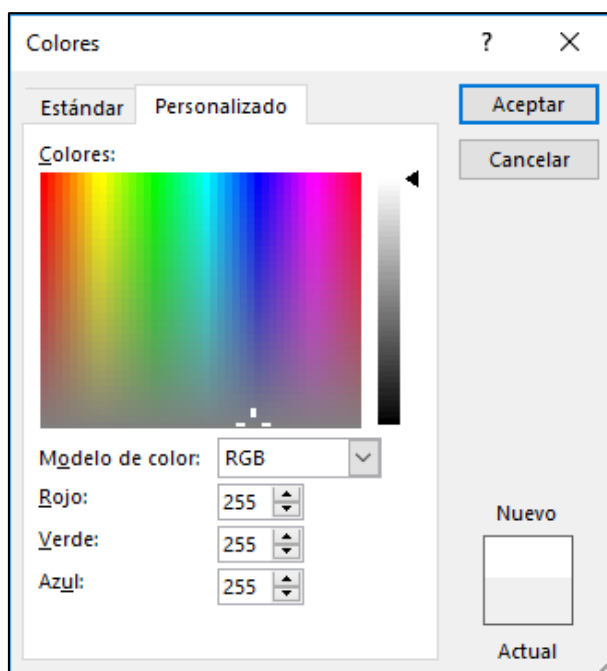 Colores ?
Estándar Personalizado Aceptar
Cancelar
Colores:
Modelo de color: RGB
Rojo: 255
Verde: 255
Azul: 255
Nuevo
Actual